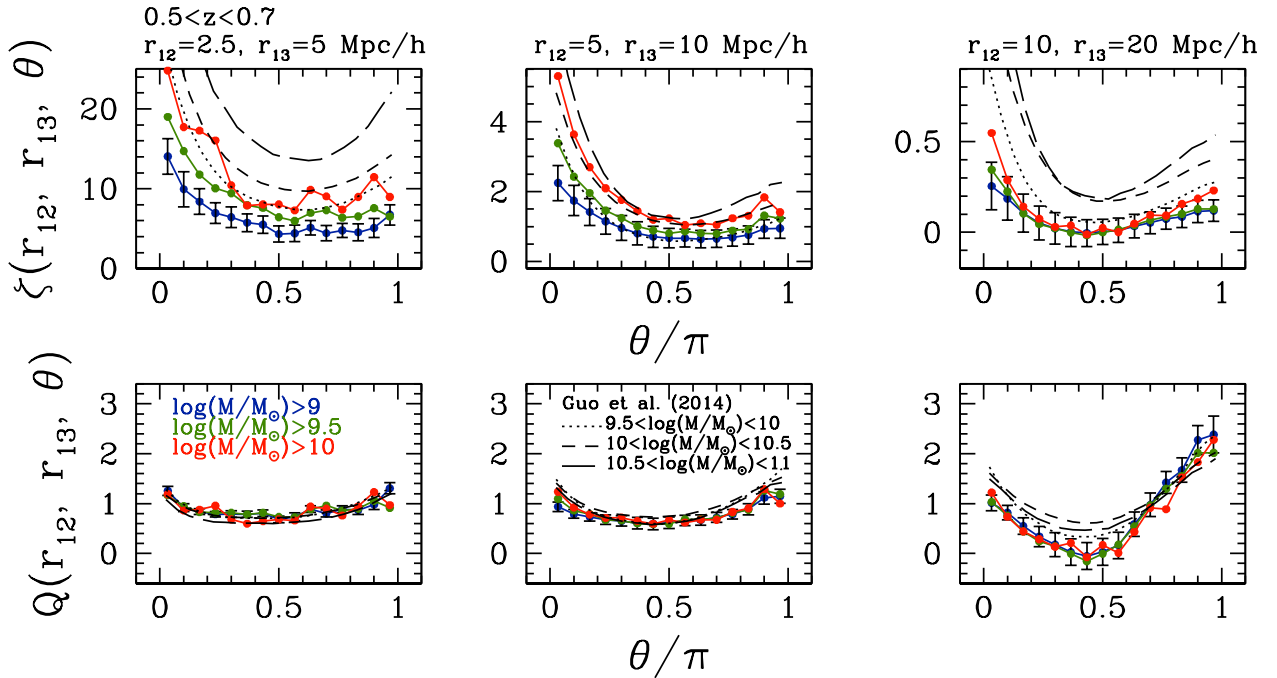 0.5<z<0.7
r₁₂=2.5, r₁₃=5 Mpc/h
r₁₂=5, r₁₃=10 Mpc/h
r₁₂=10, r₁₃=20 Mpc/h
ζ(r₁₂, r₁₃, θ)
20
10
0
0
0.5
1
4
2
0
0
0.5
1
θ/π
0.5
0
0
0.5
1
Q(r₁₂, r₁₃, θ)
3
2
1
0
log(M/M☉)>9
log(M/M☉)>9.5
log(M/M☉)>10
0
0.5
1
3
2
1
0
Guo et al. (2014)
9.5<log(M/M☉)<10
10<log(M/M☉)<10.5
10.5<log(M/M☉)<11
0
0.5
1
θ/π
3
2
1
0
0
0.5
1